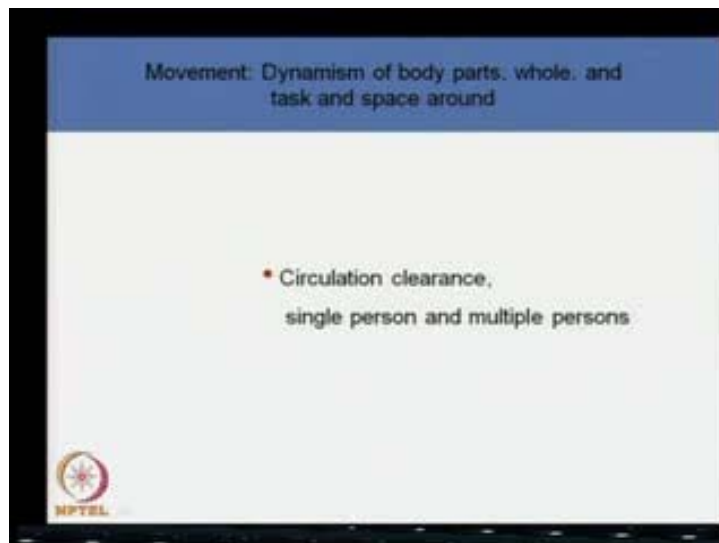 Movement: Dynamism of body parts, whole, and
task and space around
• Circulation clearance,
single person and multiple persons
NPTEL